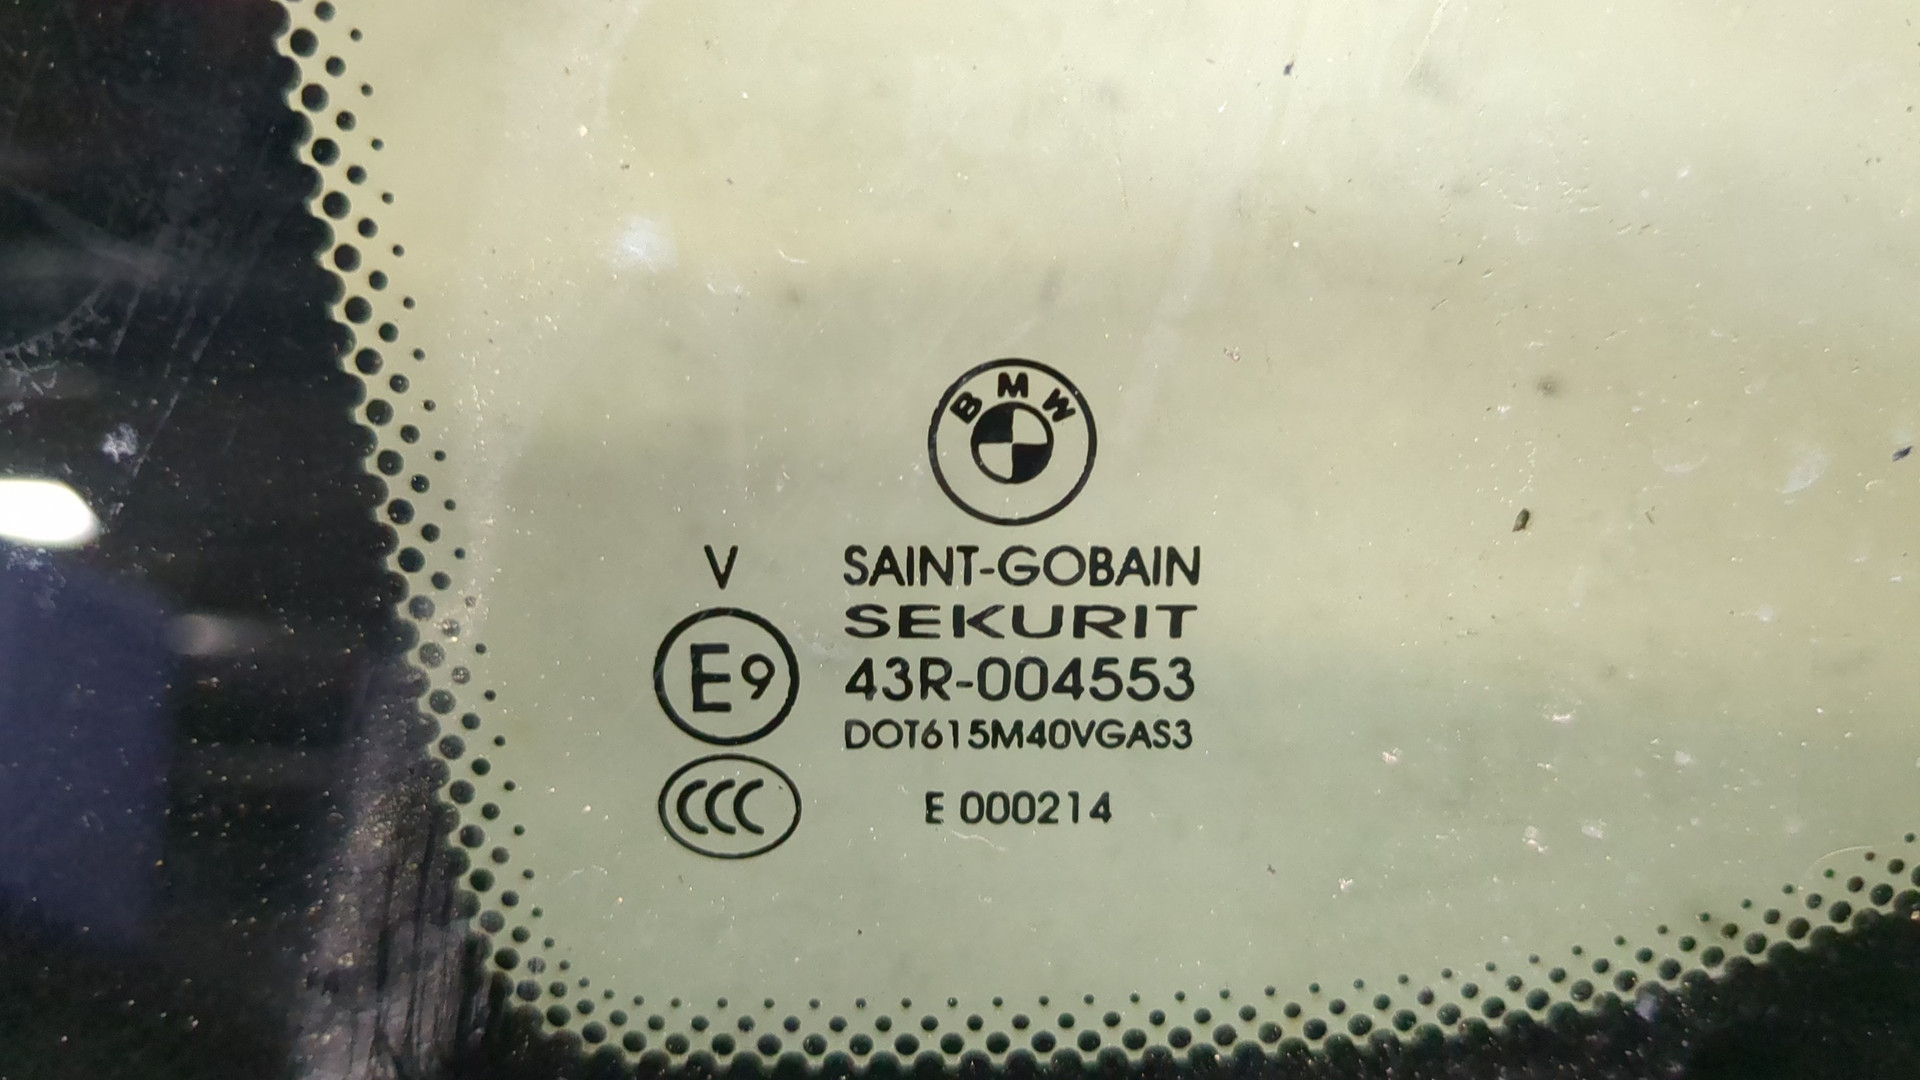 BMW
V SAINT-GOBAIN
SEKURIT
E9 43R-004553
DOT615M40VGAS3
CCC E 000214